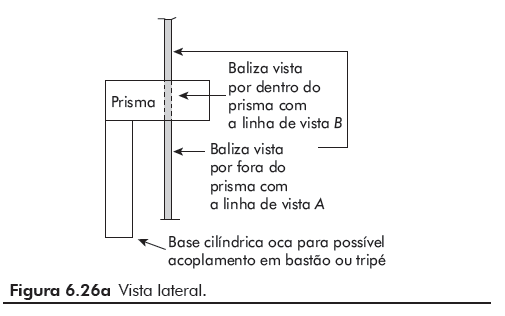 Baliza vista
por dentro do
prisma com
a linha de vista B
Prisma
Baliza vista
por fora do
prisma com
a linha de vista A
Base cilíndrica oca para possível
acoplamento em bastão ou tripé
Figura 6.26a Vista lateral.